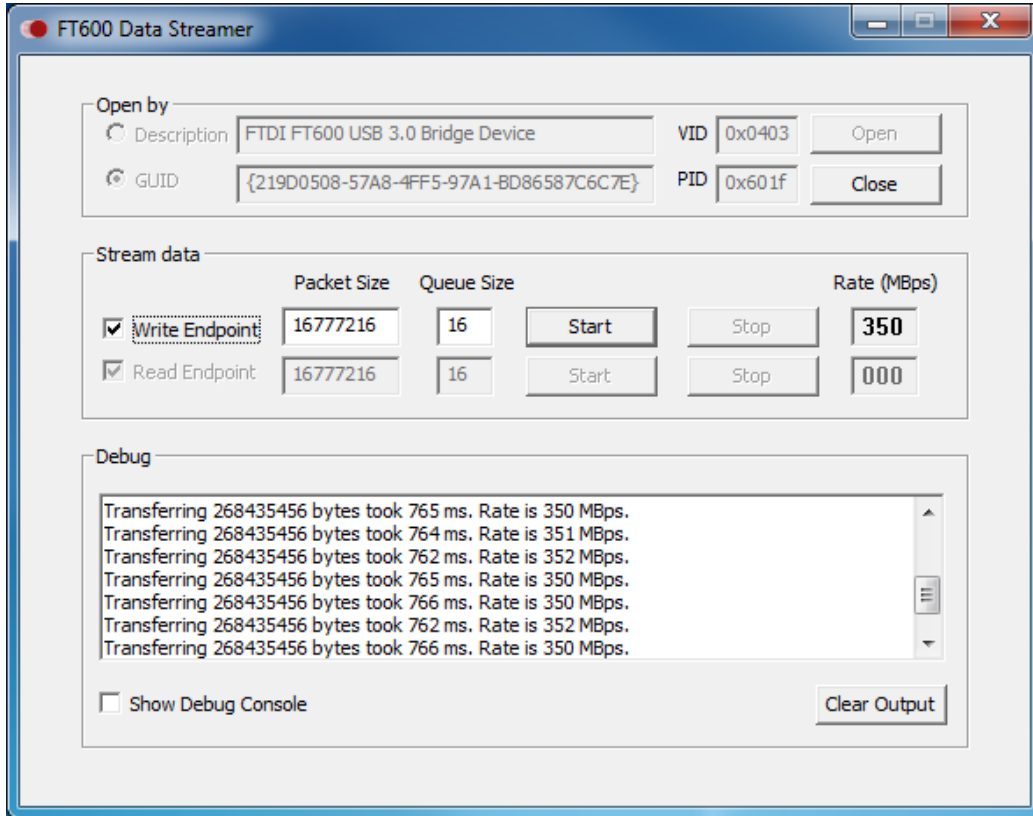 FT600 Data Streamer
Open by
Description FTDI FT600 USB 3.0 Bridge Device VID 0x0403 Open
GUID {219D0508-57A8-4FF5-97A1-BD86587C6C7E} PID 0x601f Close
Stream data
Packet Size Queue Size Rate (MBps)
Write Endpoint 16777216 16 Start Stop 350
Read Endpoint 16777216 16 Start Stop 000
Debug
Transferring 268435456 bytes took 765 ms. Rate is 350 MBps.
Transferring 268435456 bytes took 764 ms. Rate is 351 MBps.
Transferring 268435456 bytes took 762 ms. Rate is 352 MBps.
Transferring 268435456 bytes took 765 ms. Rate is 350 MBps.
Transferring 268435456 bytes took 766 ms. Rate is 350 MBps.
Transferring 268435456 bytes took 762 ms. Rate is 352 MBps.
Transferring 268435456 bytes took 766 ms. Rate is 350 MBps.
Show Debug Console Clear Output